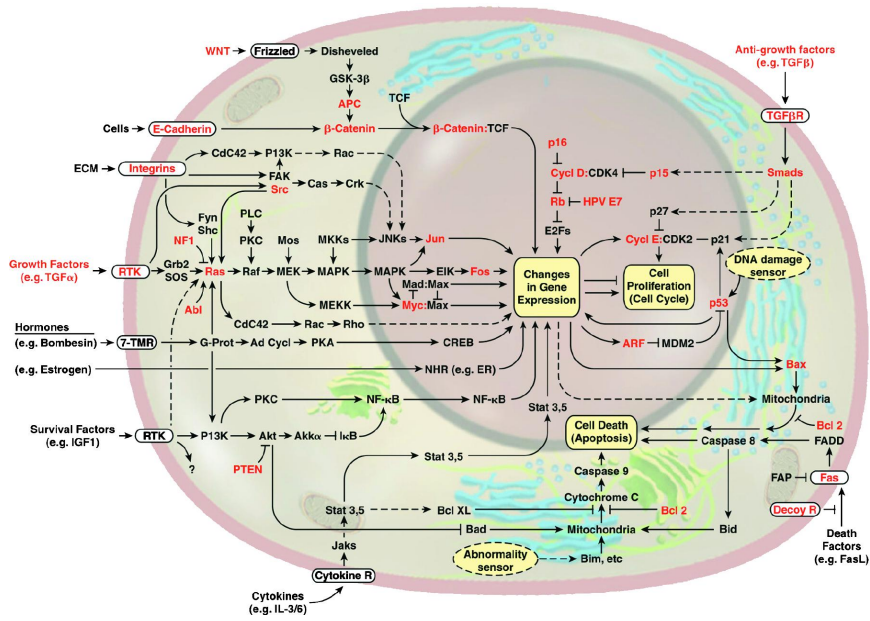 WNT
Frizzled
Disheveled
GSK-3β
APC
TCF
Cells
E-Cadherin
β-Catenin
β-Catenin:TCF
Anti-growth factors
(e.g. TGFβ)
TGFβR
Smads
p16
Cycl D:CDK4
p15
Rb
HPV E7
E2Fs
p27
Cycl E:CDK2
p21
DNA damage
sensor
Cell
Proliferation
(Cell Cycle)
p53
ARF
MDM2
Bax
Mitochondria
Bcl 2
ECM
Integrins
CdC42
P13K
Rac
FAK
Src
Cas
Crk
Fyn
Shc
PLC
NF1
PKC
Mos
MKKs
JNKs
Jun
Growth Factors
(e.g. TGFα)
RTK
Grb2
SOS
Ras
Raf
MEK
MAPK
MAPK
ElK
Fos
Changes
in Gene
Expression
Mad:Max
MEKK
Myc:Max
Abl
CdC42
Rac
Rho
Hormones
(e.g. Bombesin)
7-TMR
G-Prot
Ad Cycl
PKA
CREB
(e.g. Estrogen)
NHR (e.g. ER)
PKC
NF-κB
NF-κB
Stat 3,5
Survival Factors
(e.g. IGF1)
RTK
P13K
Akt
Akkα
IκB
?
PTEN
Stat 3,5
Cell Death
(Apoptosis)
Caspase 8
FADD
Caspase 9
FAP
Fas
Cytochrome C
Stat 3,5
Bcl XL
Bcl 2
Decoy R
Bad
Mitochondria
Bid
Death
Factors
(e.g. FasL)
Jaks
Abnormality
sensor
Bim, etc
Cytokine R
Cytokines
(e.g. IL-3/6)